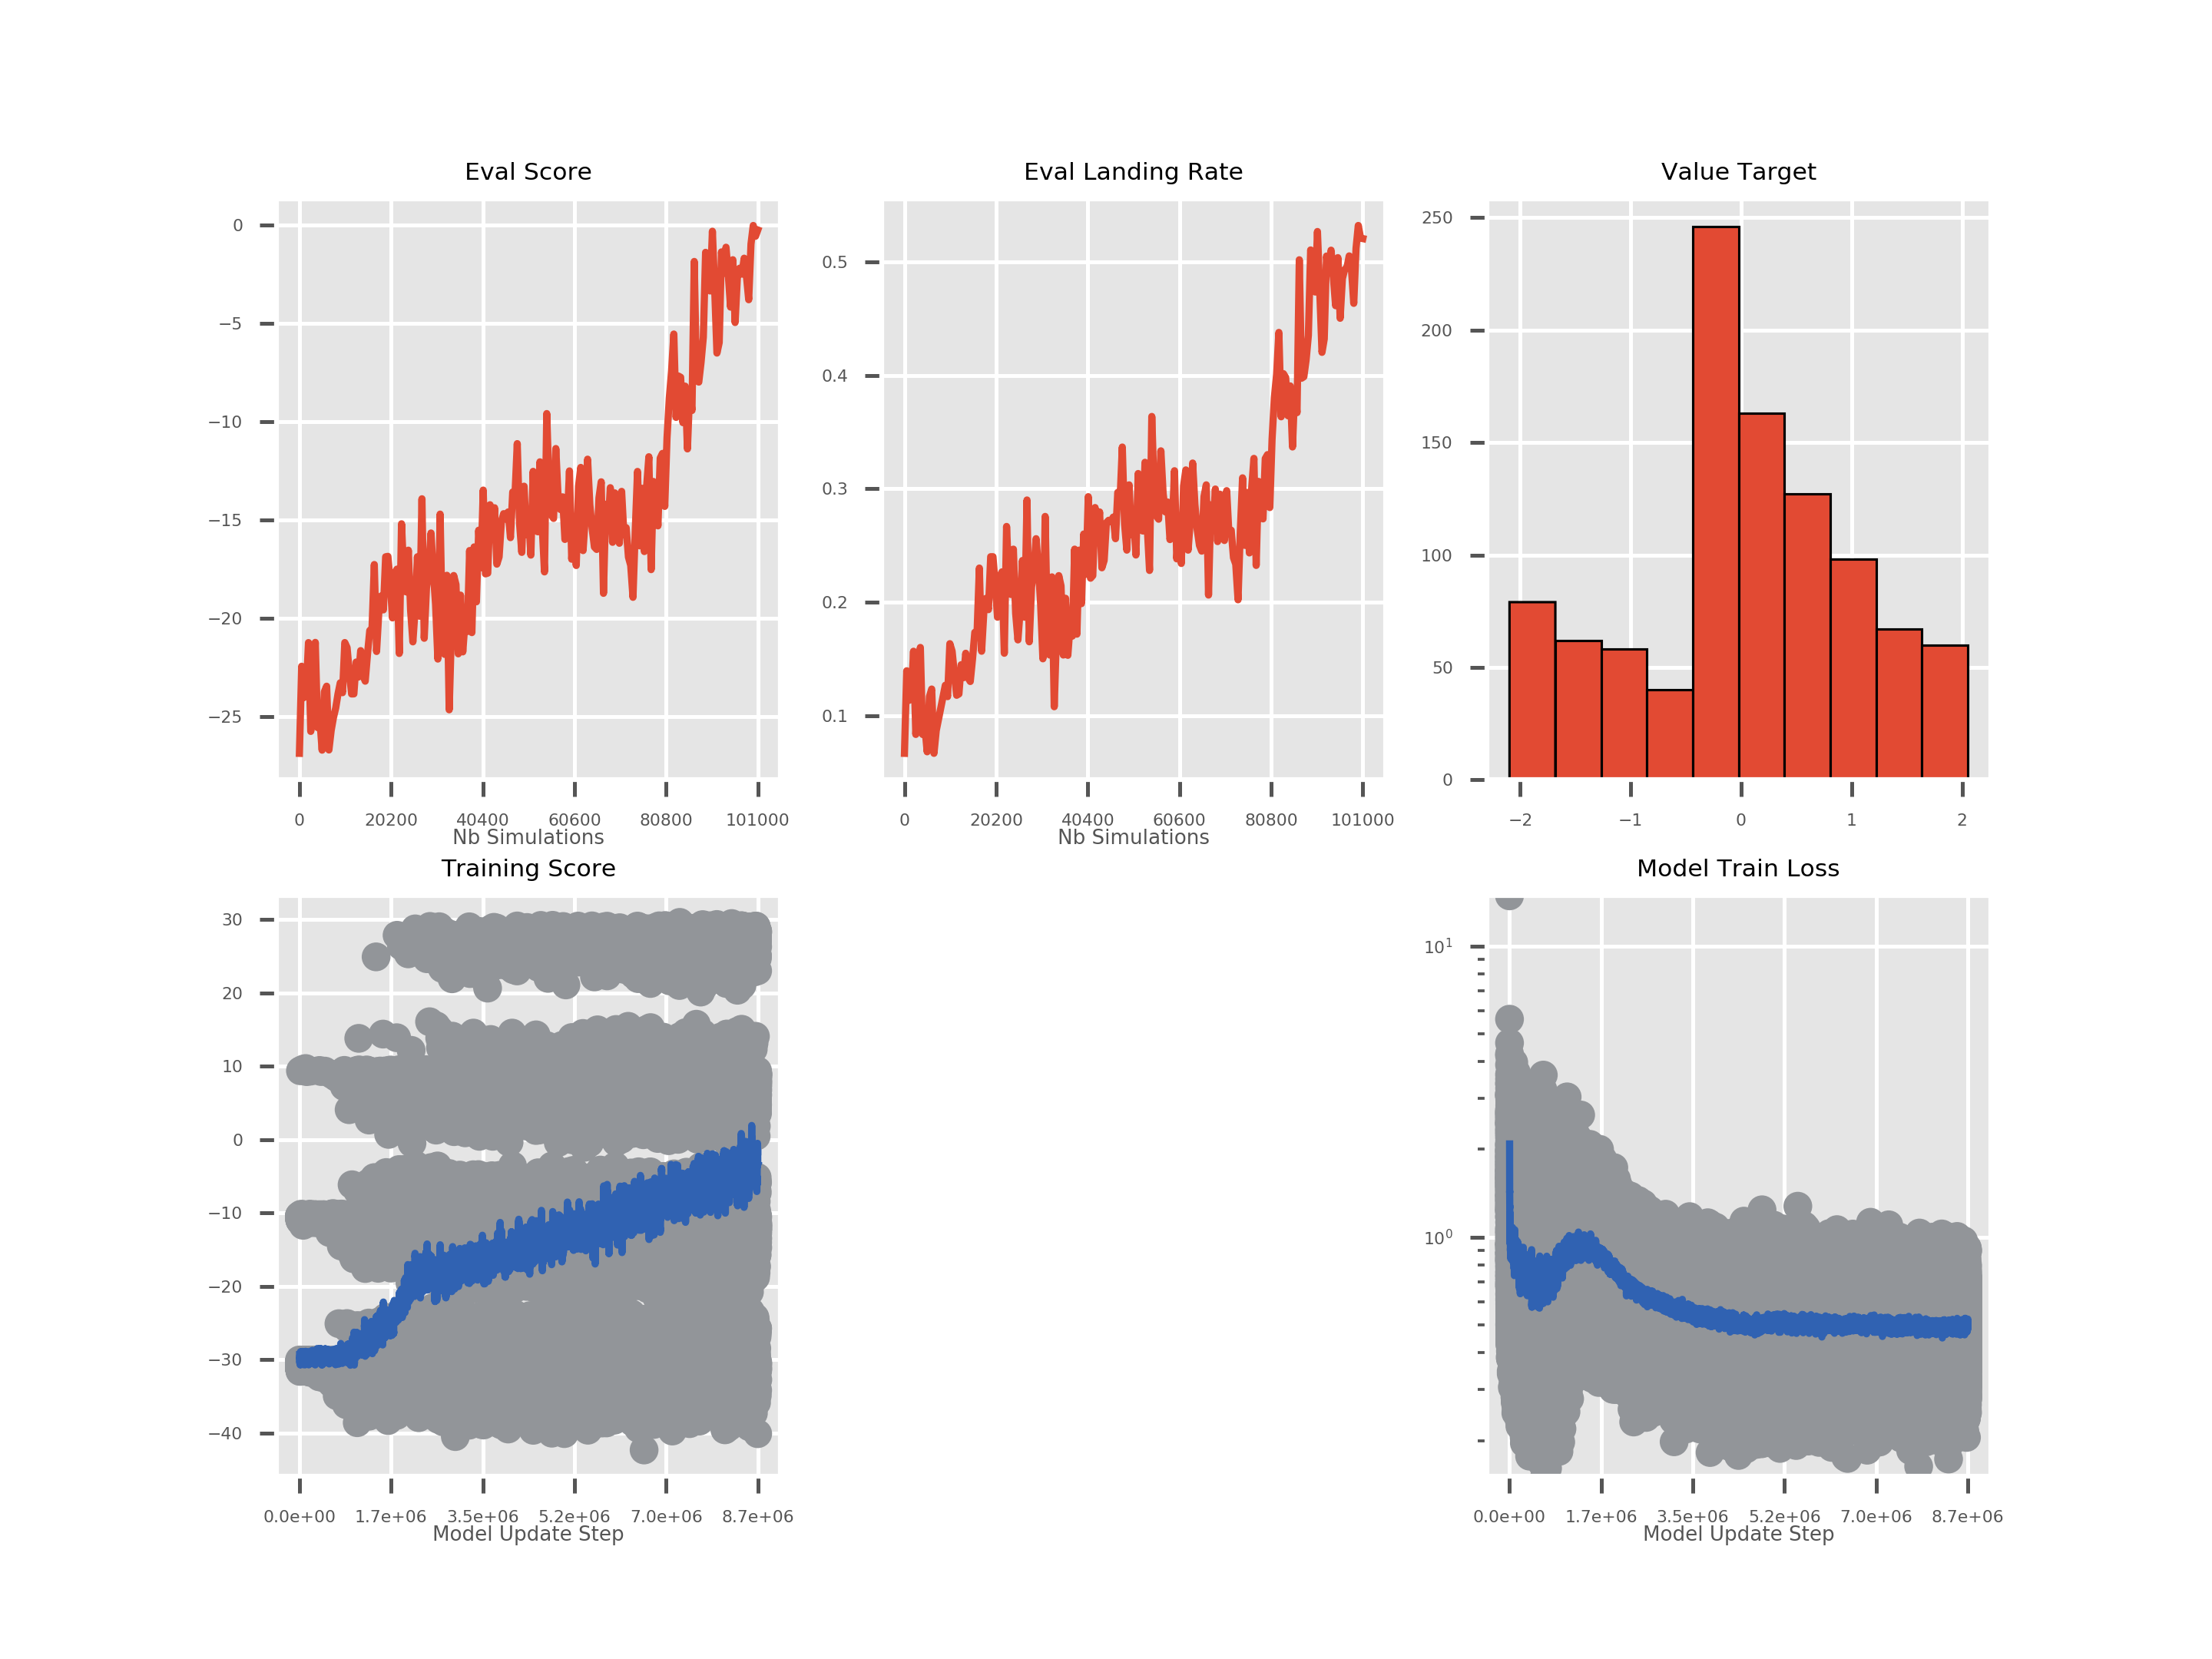 Eval Score
0
−5
−10
−15
−20
−25
0 20200 40400 60600 80800 101000
Nb Simulations
Eval Landing Rate
0.5
0.4
0.3
0.2
0.1
0 20200 40400 60600 80800 101000
Nb Simulations
Value Target
250
200
150
100
50
0
−2 −1 0 1 2
Training Score
30
20
10
0
−10
−20
−30
−40
0.0e+00 1.7e+06 3.5e+06 5.2e+06 7.0e+06 8.7e+06
Model Update Step
Model Train Loss
10¹
10⁰
0.0e+00 1.7e+06 3.5e+06 5.2e+06 7.0e+06 8.7e+06
Model Update Step